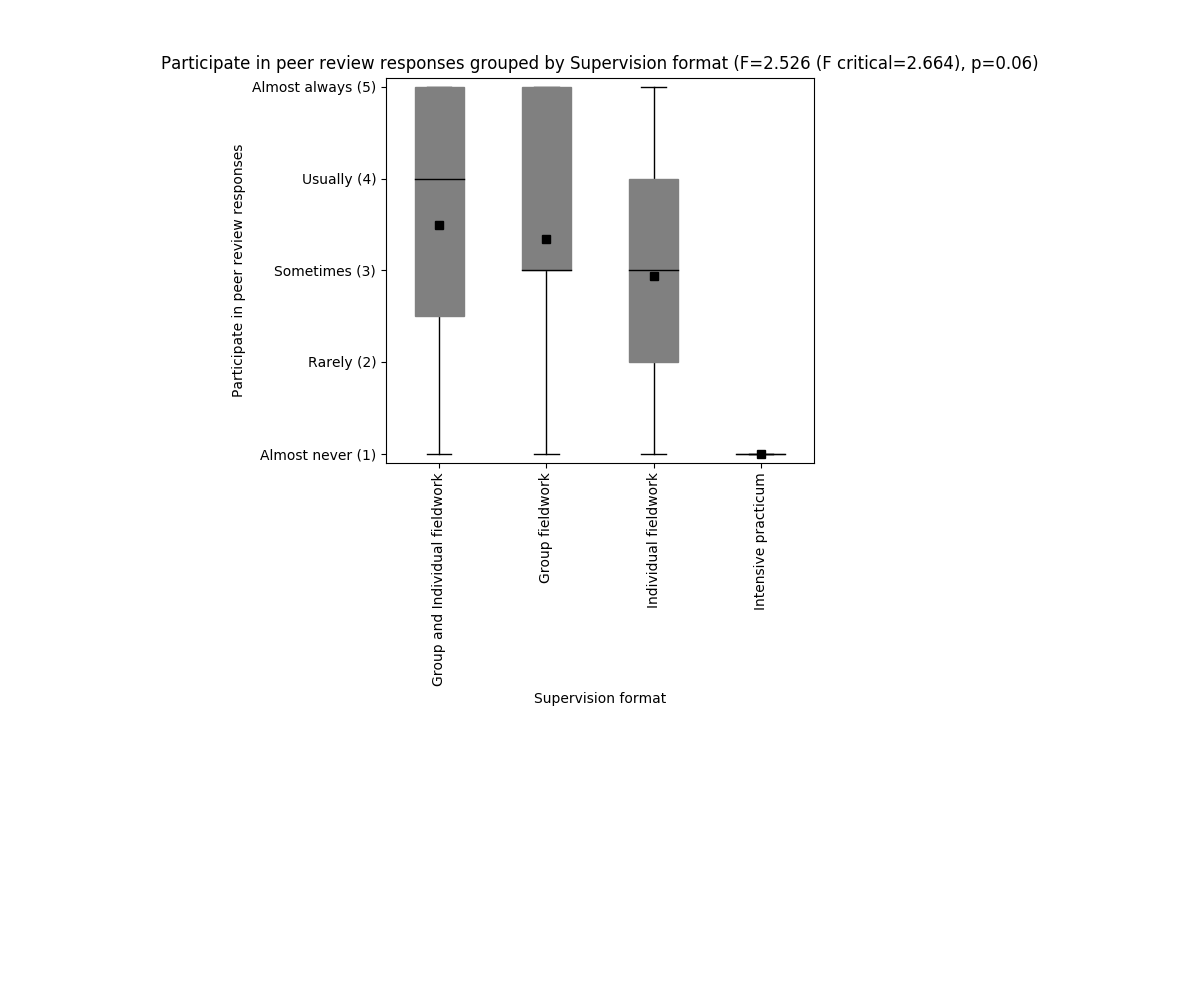 Participate in peer review responses grouped by Supervision format (F=2.526 (F critical=2.664), p=0.06)
Participate in peer review responses
Almost always (5)
Usually (4)
Sometimes (3)
Rarely (2)
Almost never (1)
Group and Individual fieldwork
Group fieldwork
Individual fieldwork
Intensive practicum
Supervision format